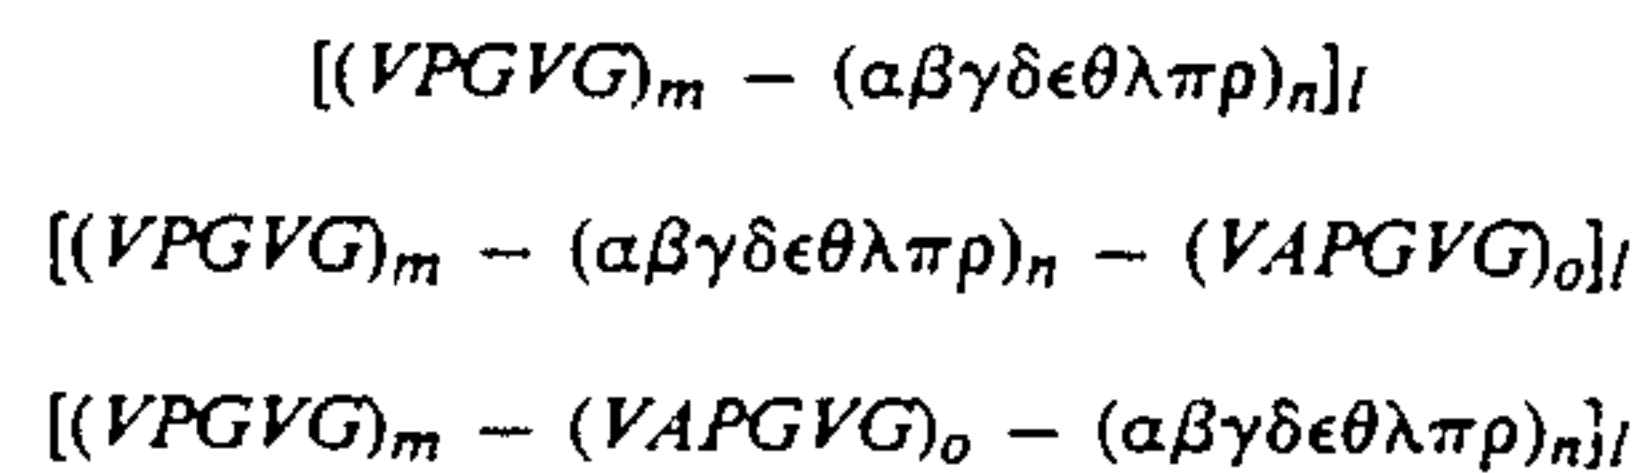 [(VPGVG)ₘ − (αβγδεθλπρ)ₙ]ₗ
[(VPGVG)ₘ − (αβγδεθλπρ)ₙ − (VAPGVG)ₒ]ₗ
[(VPGVG)ₘ − (VAPGVG)ₒ − (αβγδεθλπρ)ₙ]ₗ